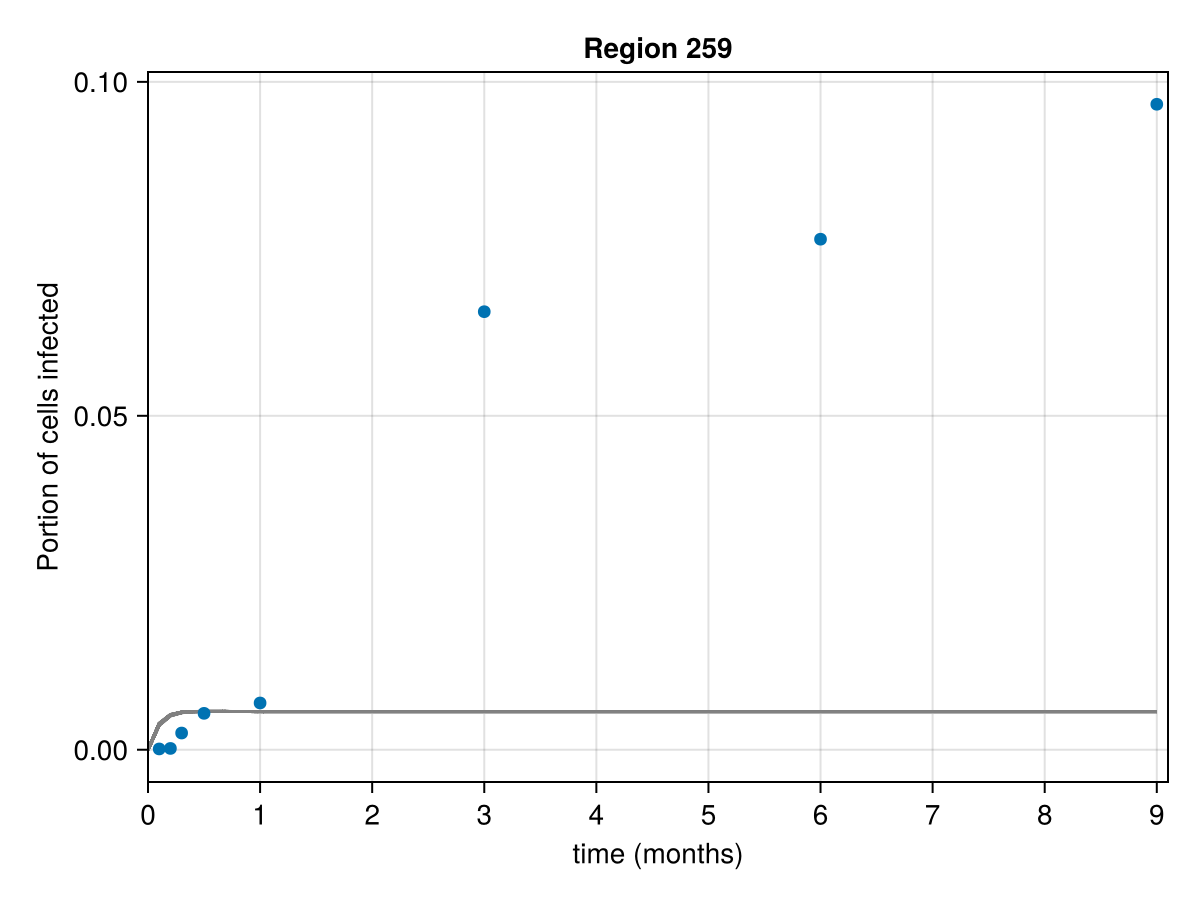 Region 259
0.10
0.05
0.00
Portion of cells infected
0 1 2 3 4 5 6 7 8 9
time (months)